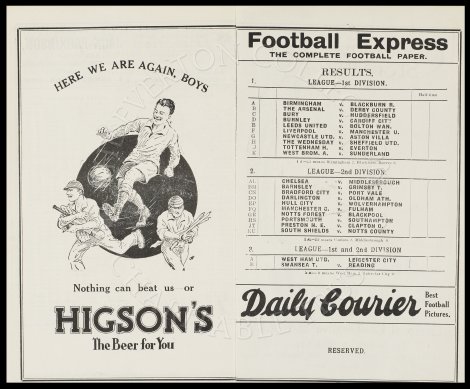 HERE WE ARE AGAIN, BOYS
Nothing can beat us or
HIGSON'S
The Beer for You
Football Express
THE COMPLETE FOOTBALL PAPER.
RESULTS.
1. LEAGUE—1st DIVISION.
A BIRMINGHAM v. BLACKBURN R.
B THE ARSENAL v. DERBY COUNTY
C BURY v. HUDDERSFIELD
D BURNLEY v. CARDIFF CITY
E LEEDS UNITED v. BOLTON WAN.
F LIVERPOOL v. MANCHESTER U.
G NEWCASTLE UTD. v. ASTON VILLA
H THE WEDNESDAY v. SHEFFIELD UTD.
J TOTTENHAM H. v. EVERTON
K WEST BROM. A. v. SUNDERLAND
2. LEAGUE—2nd DIVISION.
CHELSEA v. MIDDLESBROUGH
BARNSLEY v. GRIMSBY T.
BRADFORD CITY v. PORT VALE
DARLINGTON v. OLDHAM ATH.
HULL CITY v. WOLVERHAMPTON
MANCHESTER C. v. FULHAM
NOTTS FOREST v. BLACKPOOL
PORTSMOUTH v. SOUTHAMPTON
PRESTON N. E. v. CLAPTON O.
SOUTH SHIELDS v. NOTTS COUNTY
LEAGUE—1st and 2nd DIVISION
WEST HAM UTD. v. LEICESTER CITY
SWANSEA T. v. READING
Daily Courier
Best
Football
Pictures.
RESERVED.